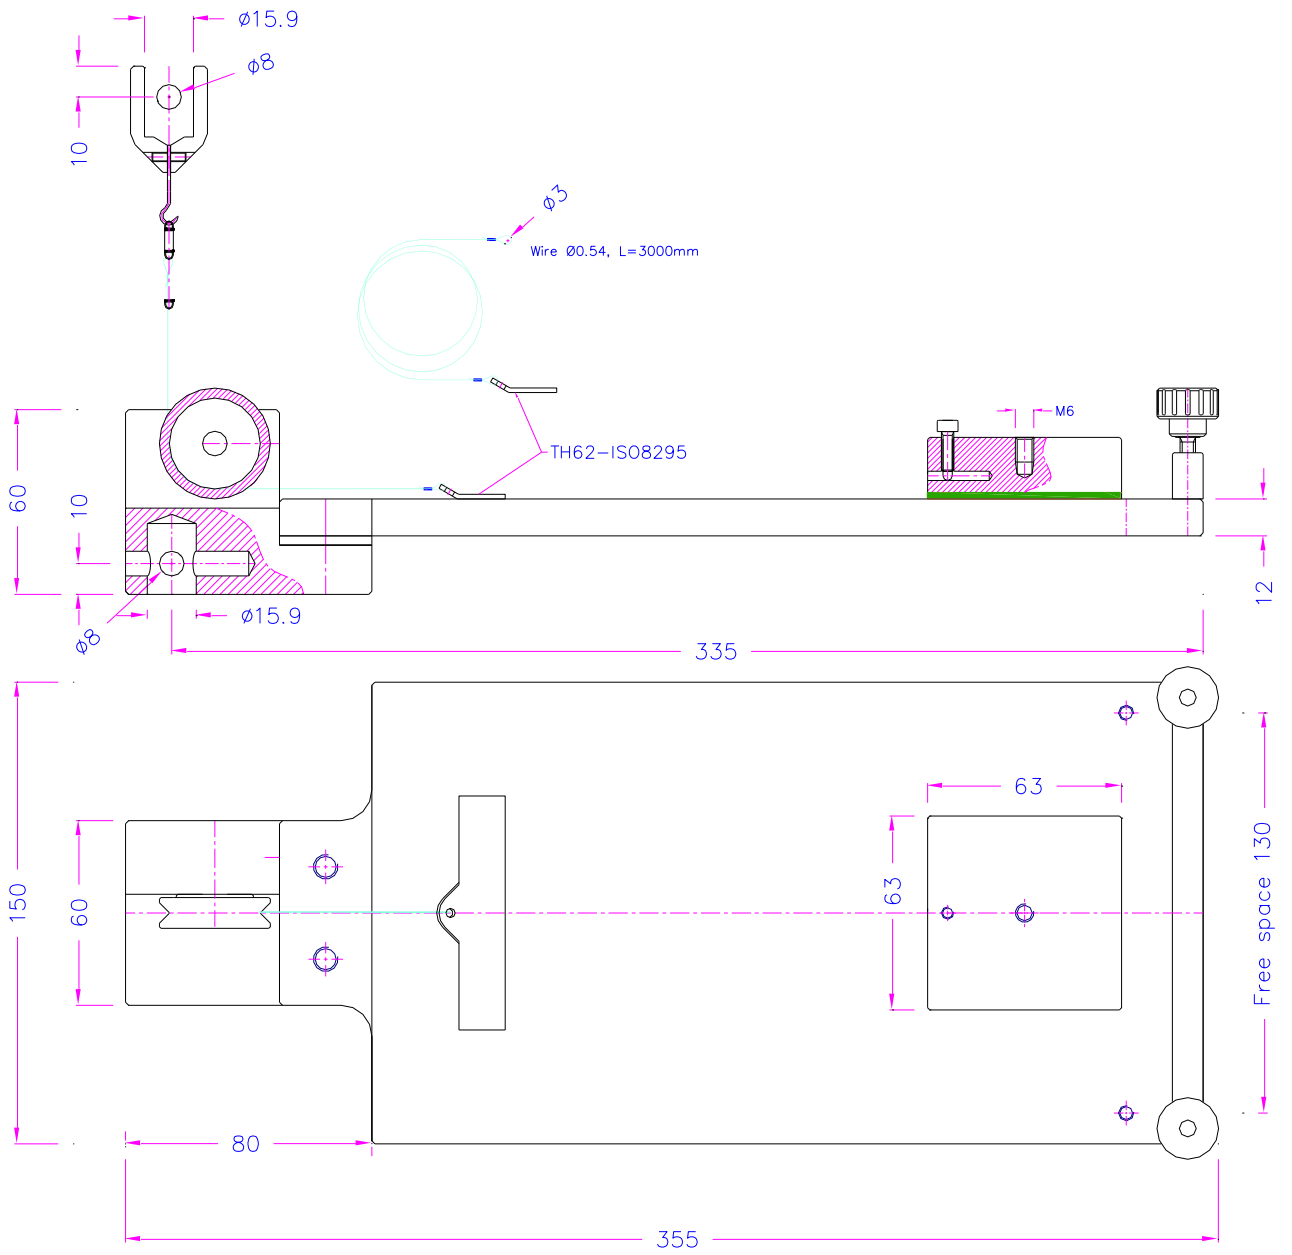 Ø15.9
Ø8
10
Ø3
Wire Ø0.54, L=3000mm
M6
TH62-ISO8295
60
10
12
Ø15.9
Ø8
335
63
63
150
60
Free space 130
80
355